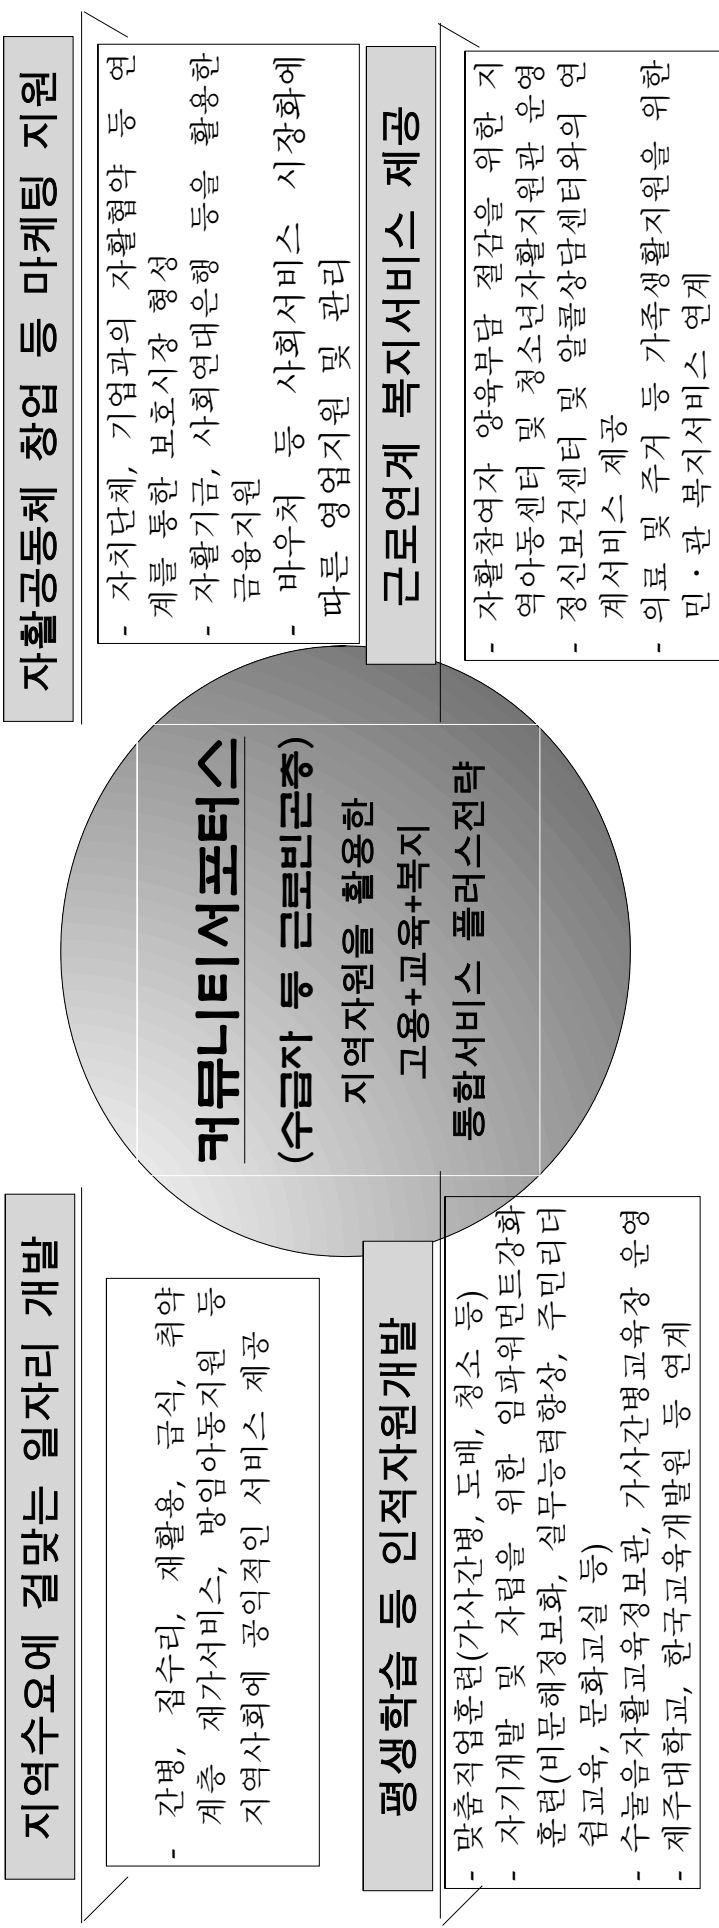 지역수요에 걸맞는 일자리 개발
- 간병, 집수리, 재활용, 급식, 취약
계층 재가서비스, 방임아동지원 등
지역사회에 공익적인 서비스 제공
자활공동체 창업 등 마케팅 지원
- 자치단체, 기업과의 자활협약 등 연
계를 통한 보호시장 형성
- 자활기금, 사회연대은행 등을 활용한
금융지원
- 바우처 등 사회서비스 시장화에
따른 영업지원 및 관리
커뮤니티서포터스
(수급자 등 근로빈곤층)
지역자원을 활용한
고용+교육+복지
통합서비스 플러스전략
평생학습 등 인적자원개발
- 맞춤직업훈련(가사간병, 도배, 청소 등)
- 자기개발 및 자립을 위한 임파워먼트강화
훈련(비문해정보화, 실무능력향상, 주민리더
쉽교육, 문화교실 등)
- 수눌음자활교육정보관, 가사간병교육장 운영
- 제주대학교, 한국교육개발원 등 연계
근로연계 복지서비스 제공
- 자활참여자 양육부담 절감을 위한 지
역아동센터 및 청소년자활지원관 운영
- 정신보건센터 및 알콜상담센터와의 연
계서비스 제공
- 의료 및 주거 등 가족생활지원을 위한
민·관 복지서비스 연계